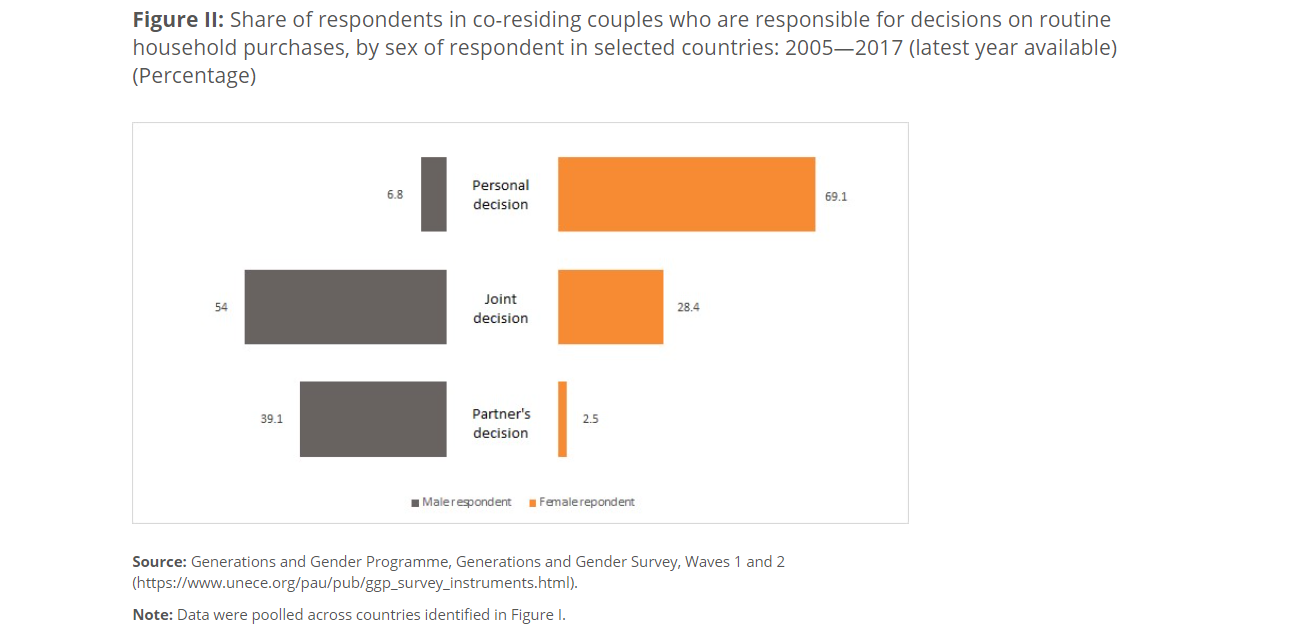 Figure II: Share of respondents in co-residing couples who are responsible for decisions on routine
household purchases, by sex of respondent in selected countries: 2005—2017 (latest year available)
(Percentage)
6.8
Personal
decision
69.1
54
Joint
decision
28.4
39.1
Partner's
decision
2.5
Male respondent
Female repondent
Source: Generations and Gender Programme, Generations and Gender Survey, Waves 1 and 2
(https://www.unece.org/pau/pub/ggp_survey_instruments.html).
Note: Data were poolled across countries identified in Figure I.